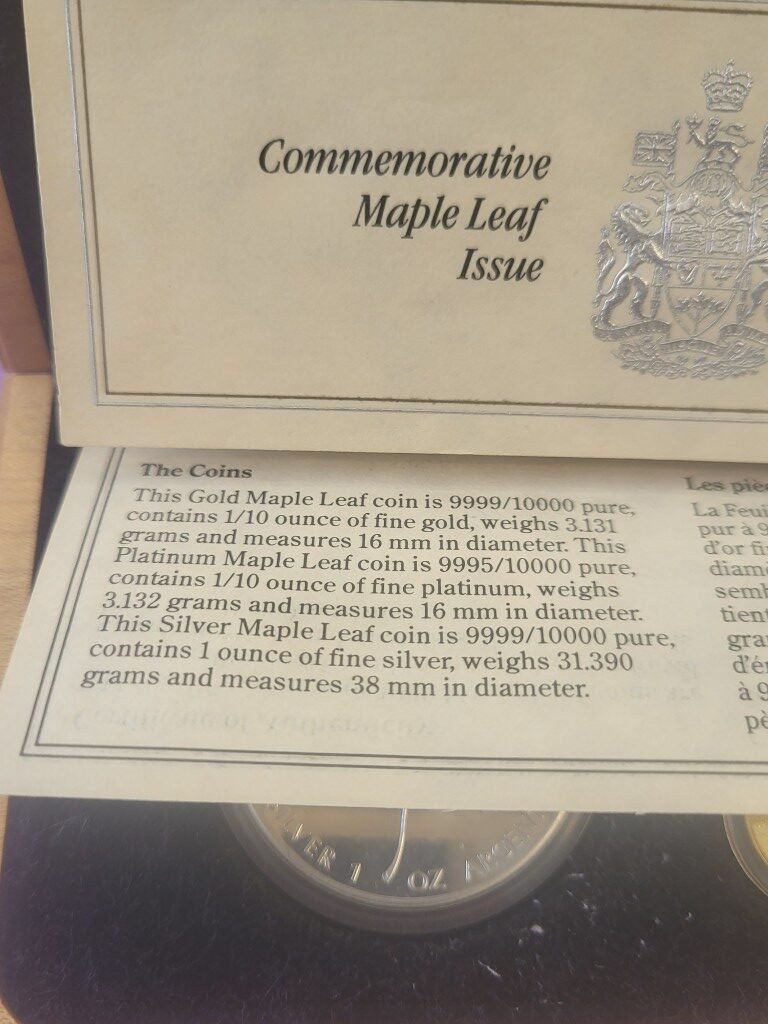 Commemorative
Maple Leaf
Issue
The Coins
This Gold Maple Leaf coin is 9999/10000 pure,
contains 1/10 ounce of fine gold, weighs 3.131
grams and measures 16 mm in diameter. This
Platinum Maple Leaf coin is 9995/10000 pure,
contains 1/10 ounce of fine platinum, weighs
3.132 grams and measures 16 mm in diameter.
This Silver Maple Leaf coin is 9999/10000 pure,
contains 1 ounce of fine silver, weighs 31.390
grams and measures 38 mm in diameter.
Les pièc
La Feui
pur à 9
d'or fi
diamè
semb
tient
gra
d'é
à 9
pè
1 OZ